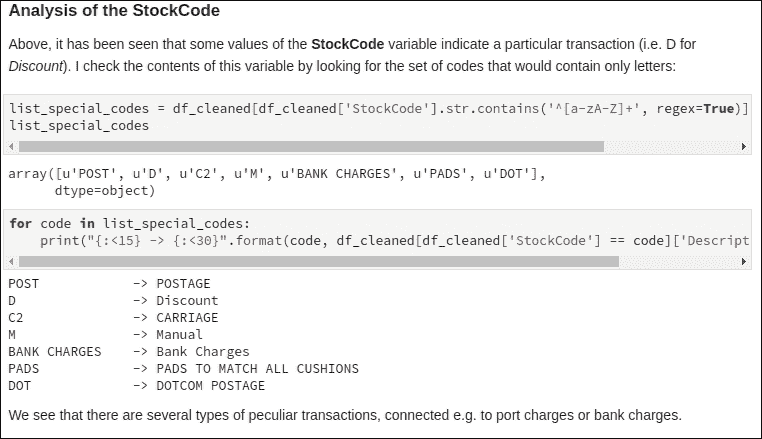 Analysis of the StockCode
Above, it has been seen that some values of the StockCode variable indicate a particular transaction (i.e. D for
Discount). I check the contents of this variable by looking for the set of codes that would contain only letters:
list_special_codes = df_cleaned[df_cleaned['StockCode'].str.contains('^[a-zA-Z]+', regex=True)]
list_special_codes
array([u'POST', u'D', u'C2', u'M', u'BANK CHARGES', u'PADS', u'DOT'],
      dtype=object)
for code in list_special_codes:
    print("{:<15} -> {:<30}".format(code, df_cleaned[df_cleaned['StockCode'] == code]['Descript
POST            -> POSTAGE
D               -> Discount
C2              -> CARRIAGE
M               -> Manual
BANK CHARGES    -> Bank Charges
PADS            -> PADS TO MATCH ALL CUSHIONS
DOT             -> DOTCOM POSTAGE
We see that there are several types of peculiar transactions, connected e.g. to port charges or bank charges.